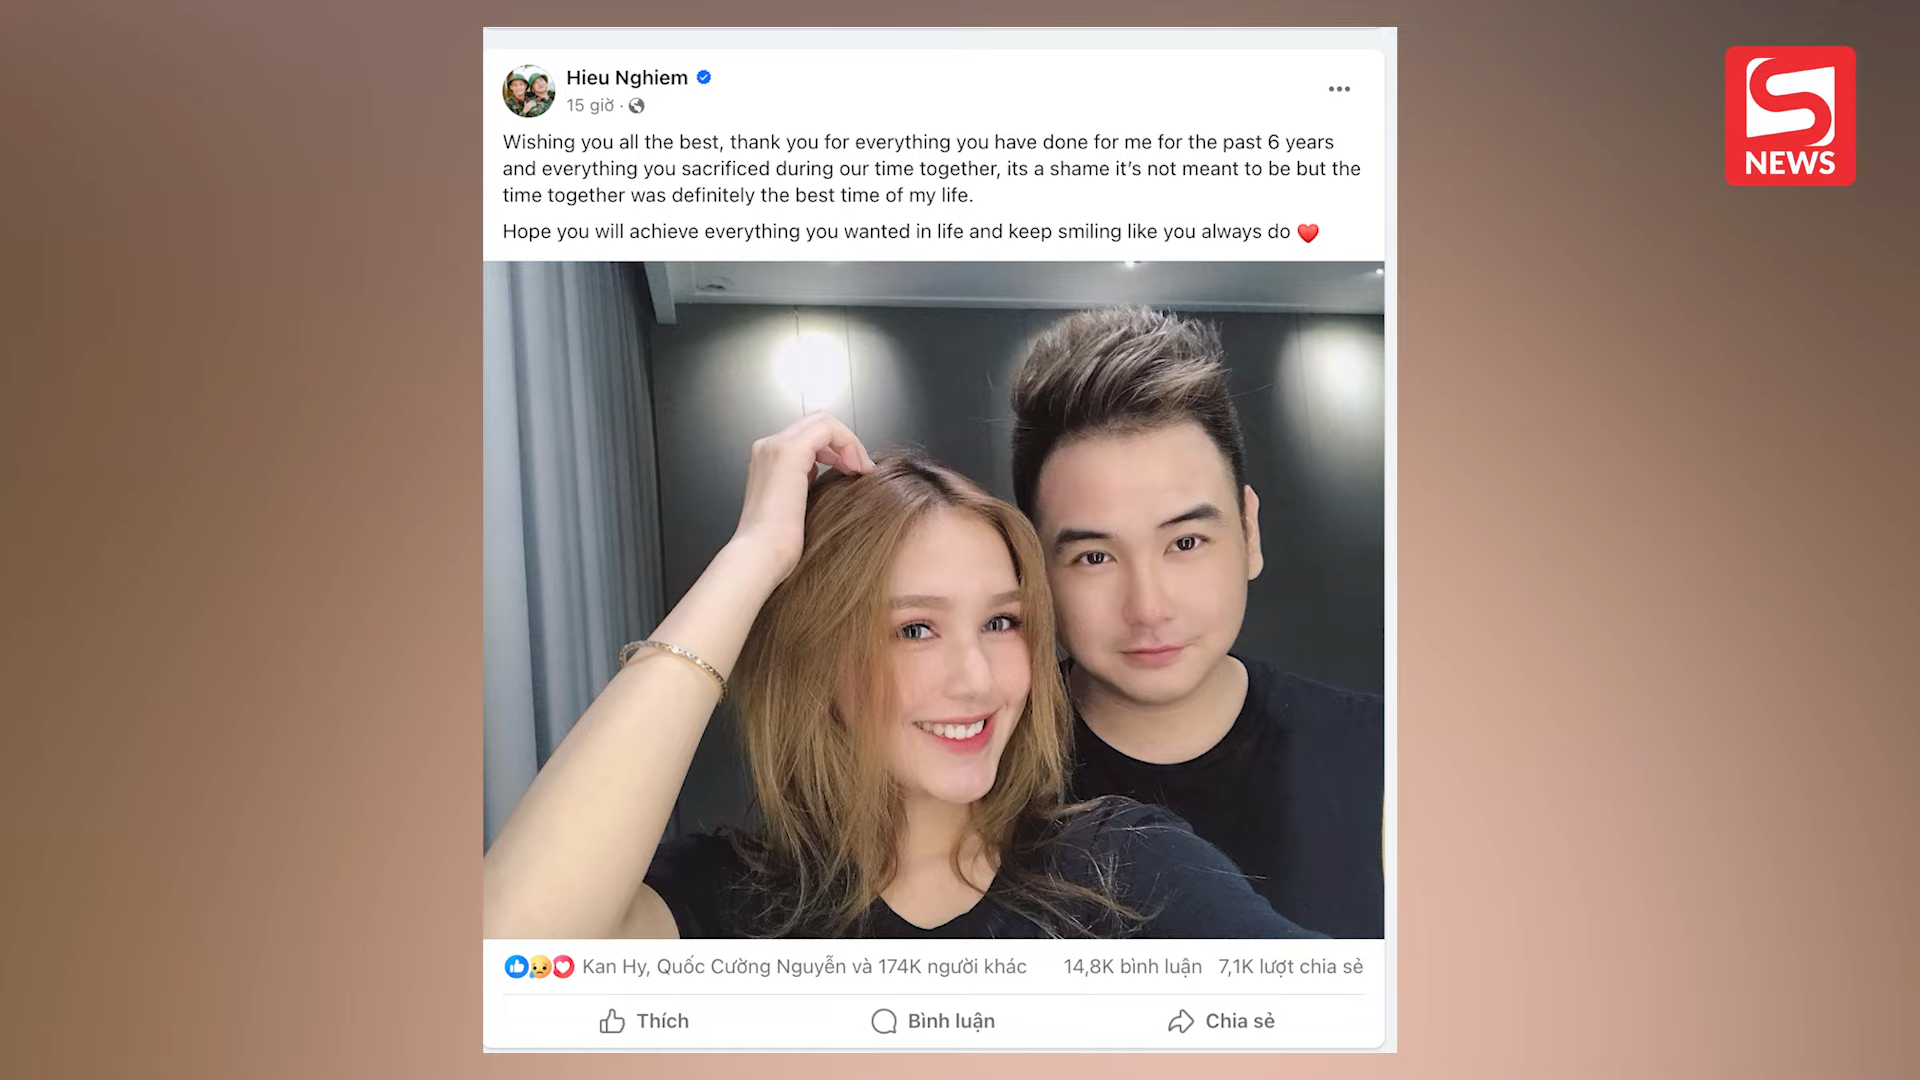 Hieu Nghiem
15 giờ ·
Wishing you all the best, thank you for everything you have done for me for the past 6 years
and everything you sacrificed during our time together, its a shame it’s not meant to be but the
time together was definitely the best time of my life.
Hope you will achieve everything you wanted in life and keep smiling like you always do ❤️
Kan Hy, Quốc Cường Nguyễn và 174K người khác 14,8K bình luận 7,1K lượt chia sẻ
Thích Bình luận Chia sẻ
S
NEWS